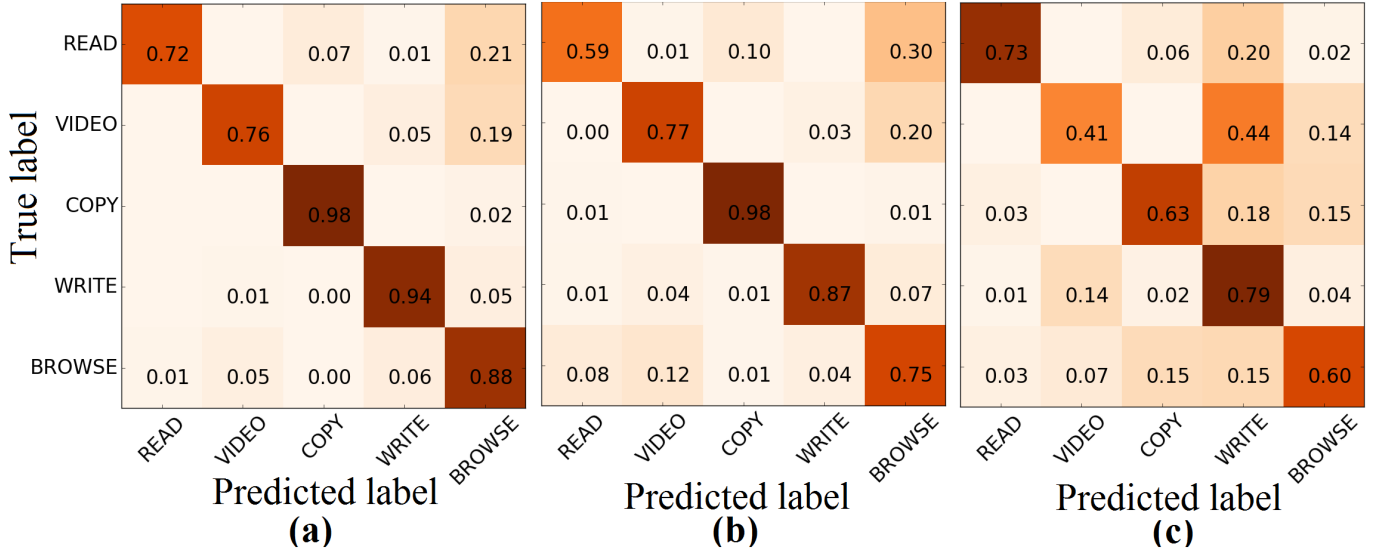 True label
READ 0.72 0.07 0.01 0.21
VIDEO 0.76 0.05 0.19
COPY 0.98 0.02
WRITE 0.01 0.00 0.94 0.05
BROWSE 0.01 0.05 0.00 0.06 0.88
READ VIDEO COPY WRITE BROWSE
Predicted label
(a)
0.59 0.01 0.10 0.30
0.00 0.77 0.03 0.20
0.01 0.98 0.01
0.01 0.04 0.01 0.87 0.07
0.08 0.12 0.01 0.04 0.75
READ VIDEO COPY WRITE BROWSE
Predicted label
(b)
0.73 0.06 0.20 0.02
0.41 0.44 0.14
0.03 0.63 0.18 0.15
0.01 0.14 0.02 0.79 0.04
0.03 0.07 0.15 0.15 0.60
READ VIDEO COPY WRITE BROWSE
Predicted label
(c)